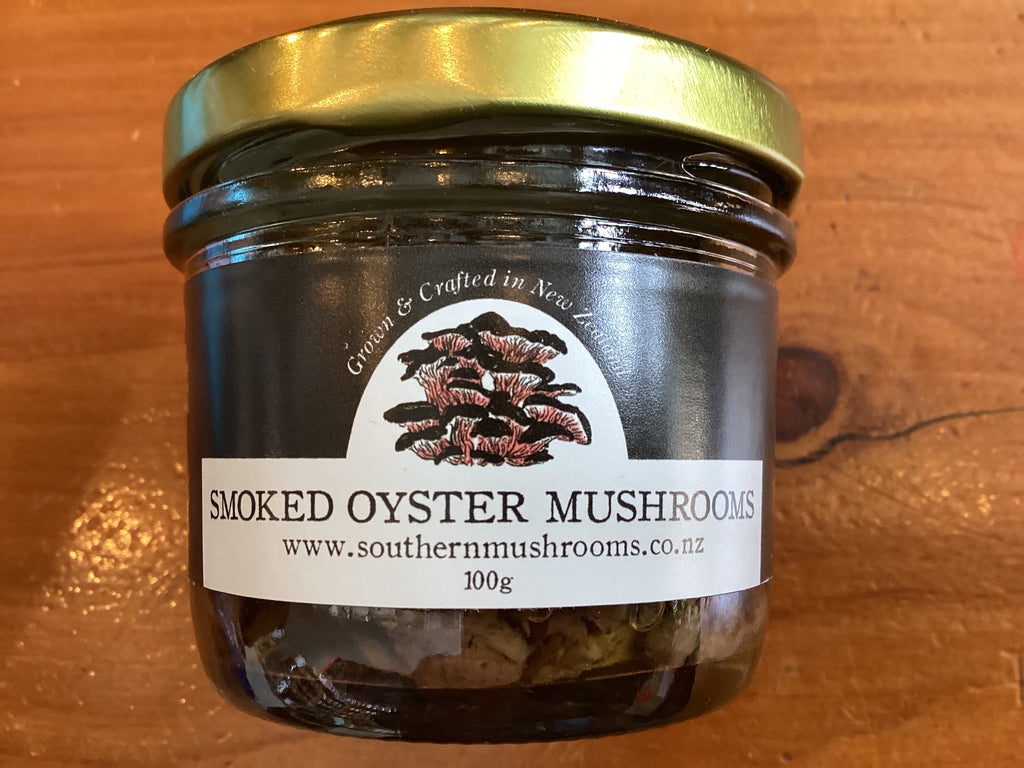 Grown & Crafted in New Zealand
SMOKED OYSTER MUSHROOMS
www.southernmushrooms.co.nz
100g